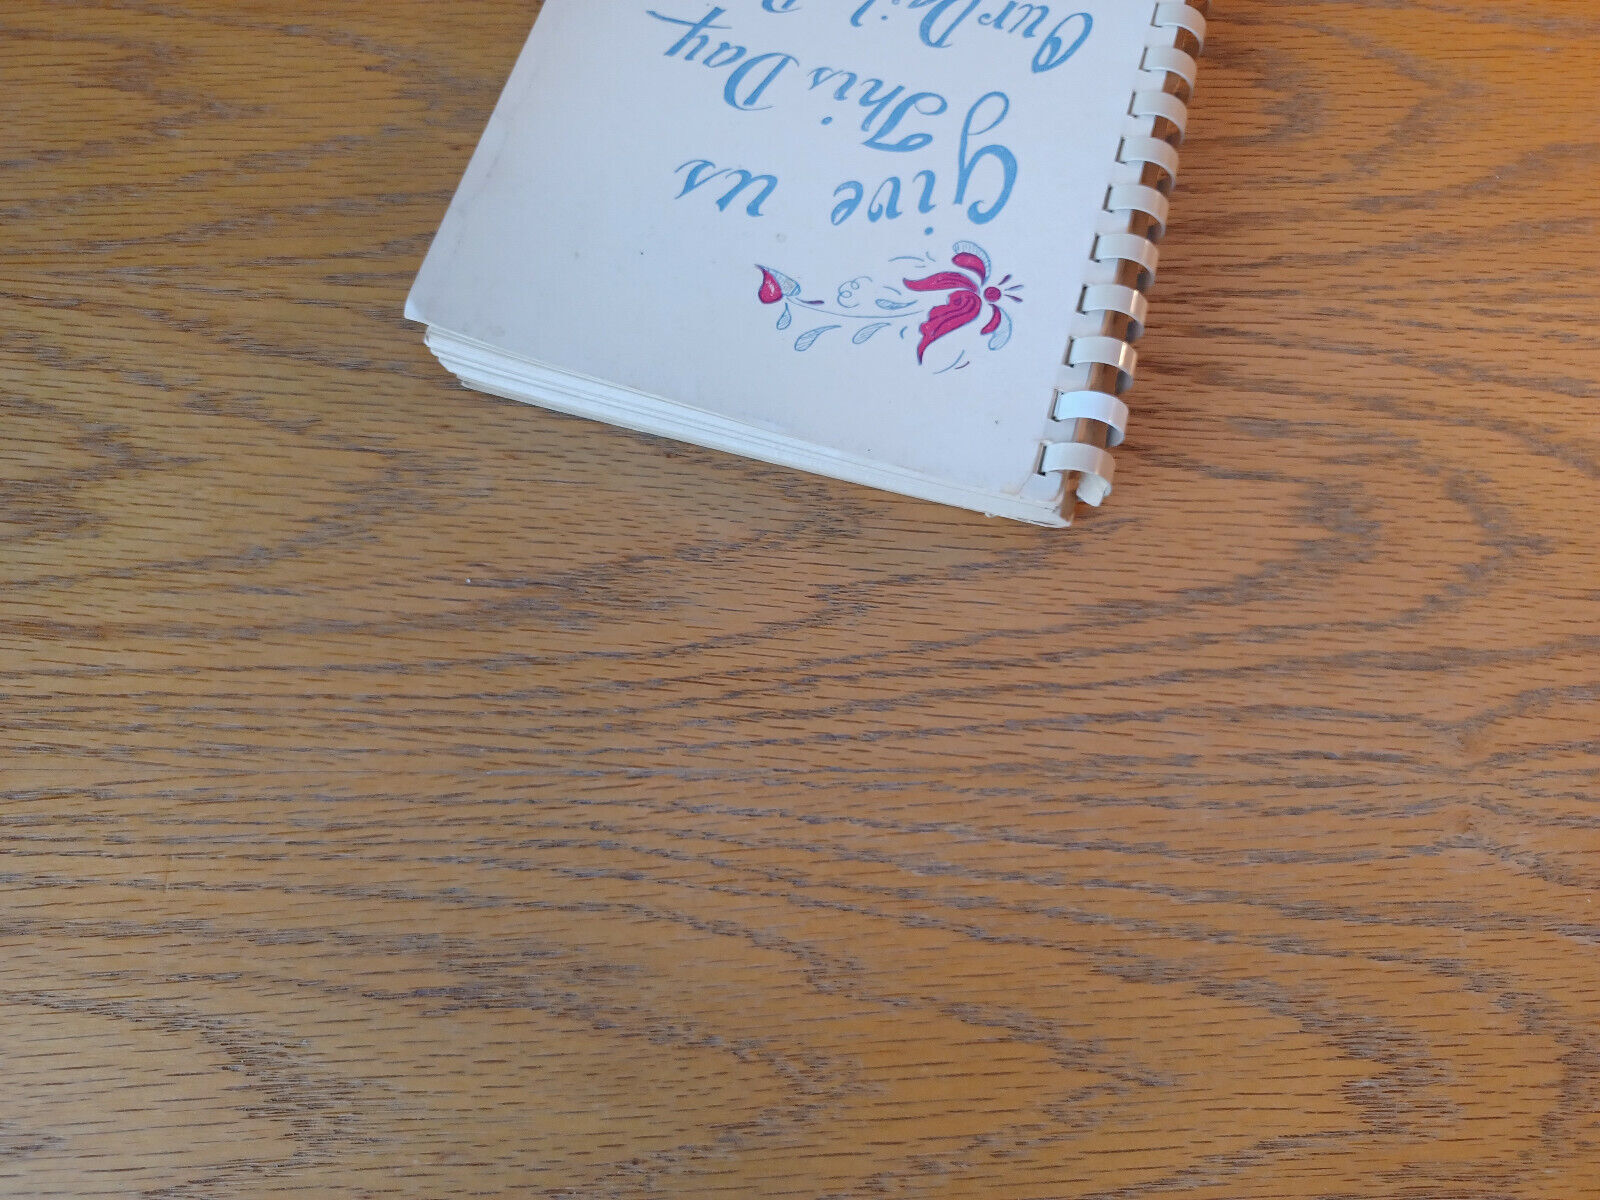 Give us
This Day
Our